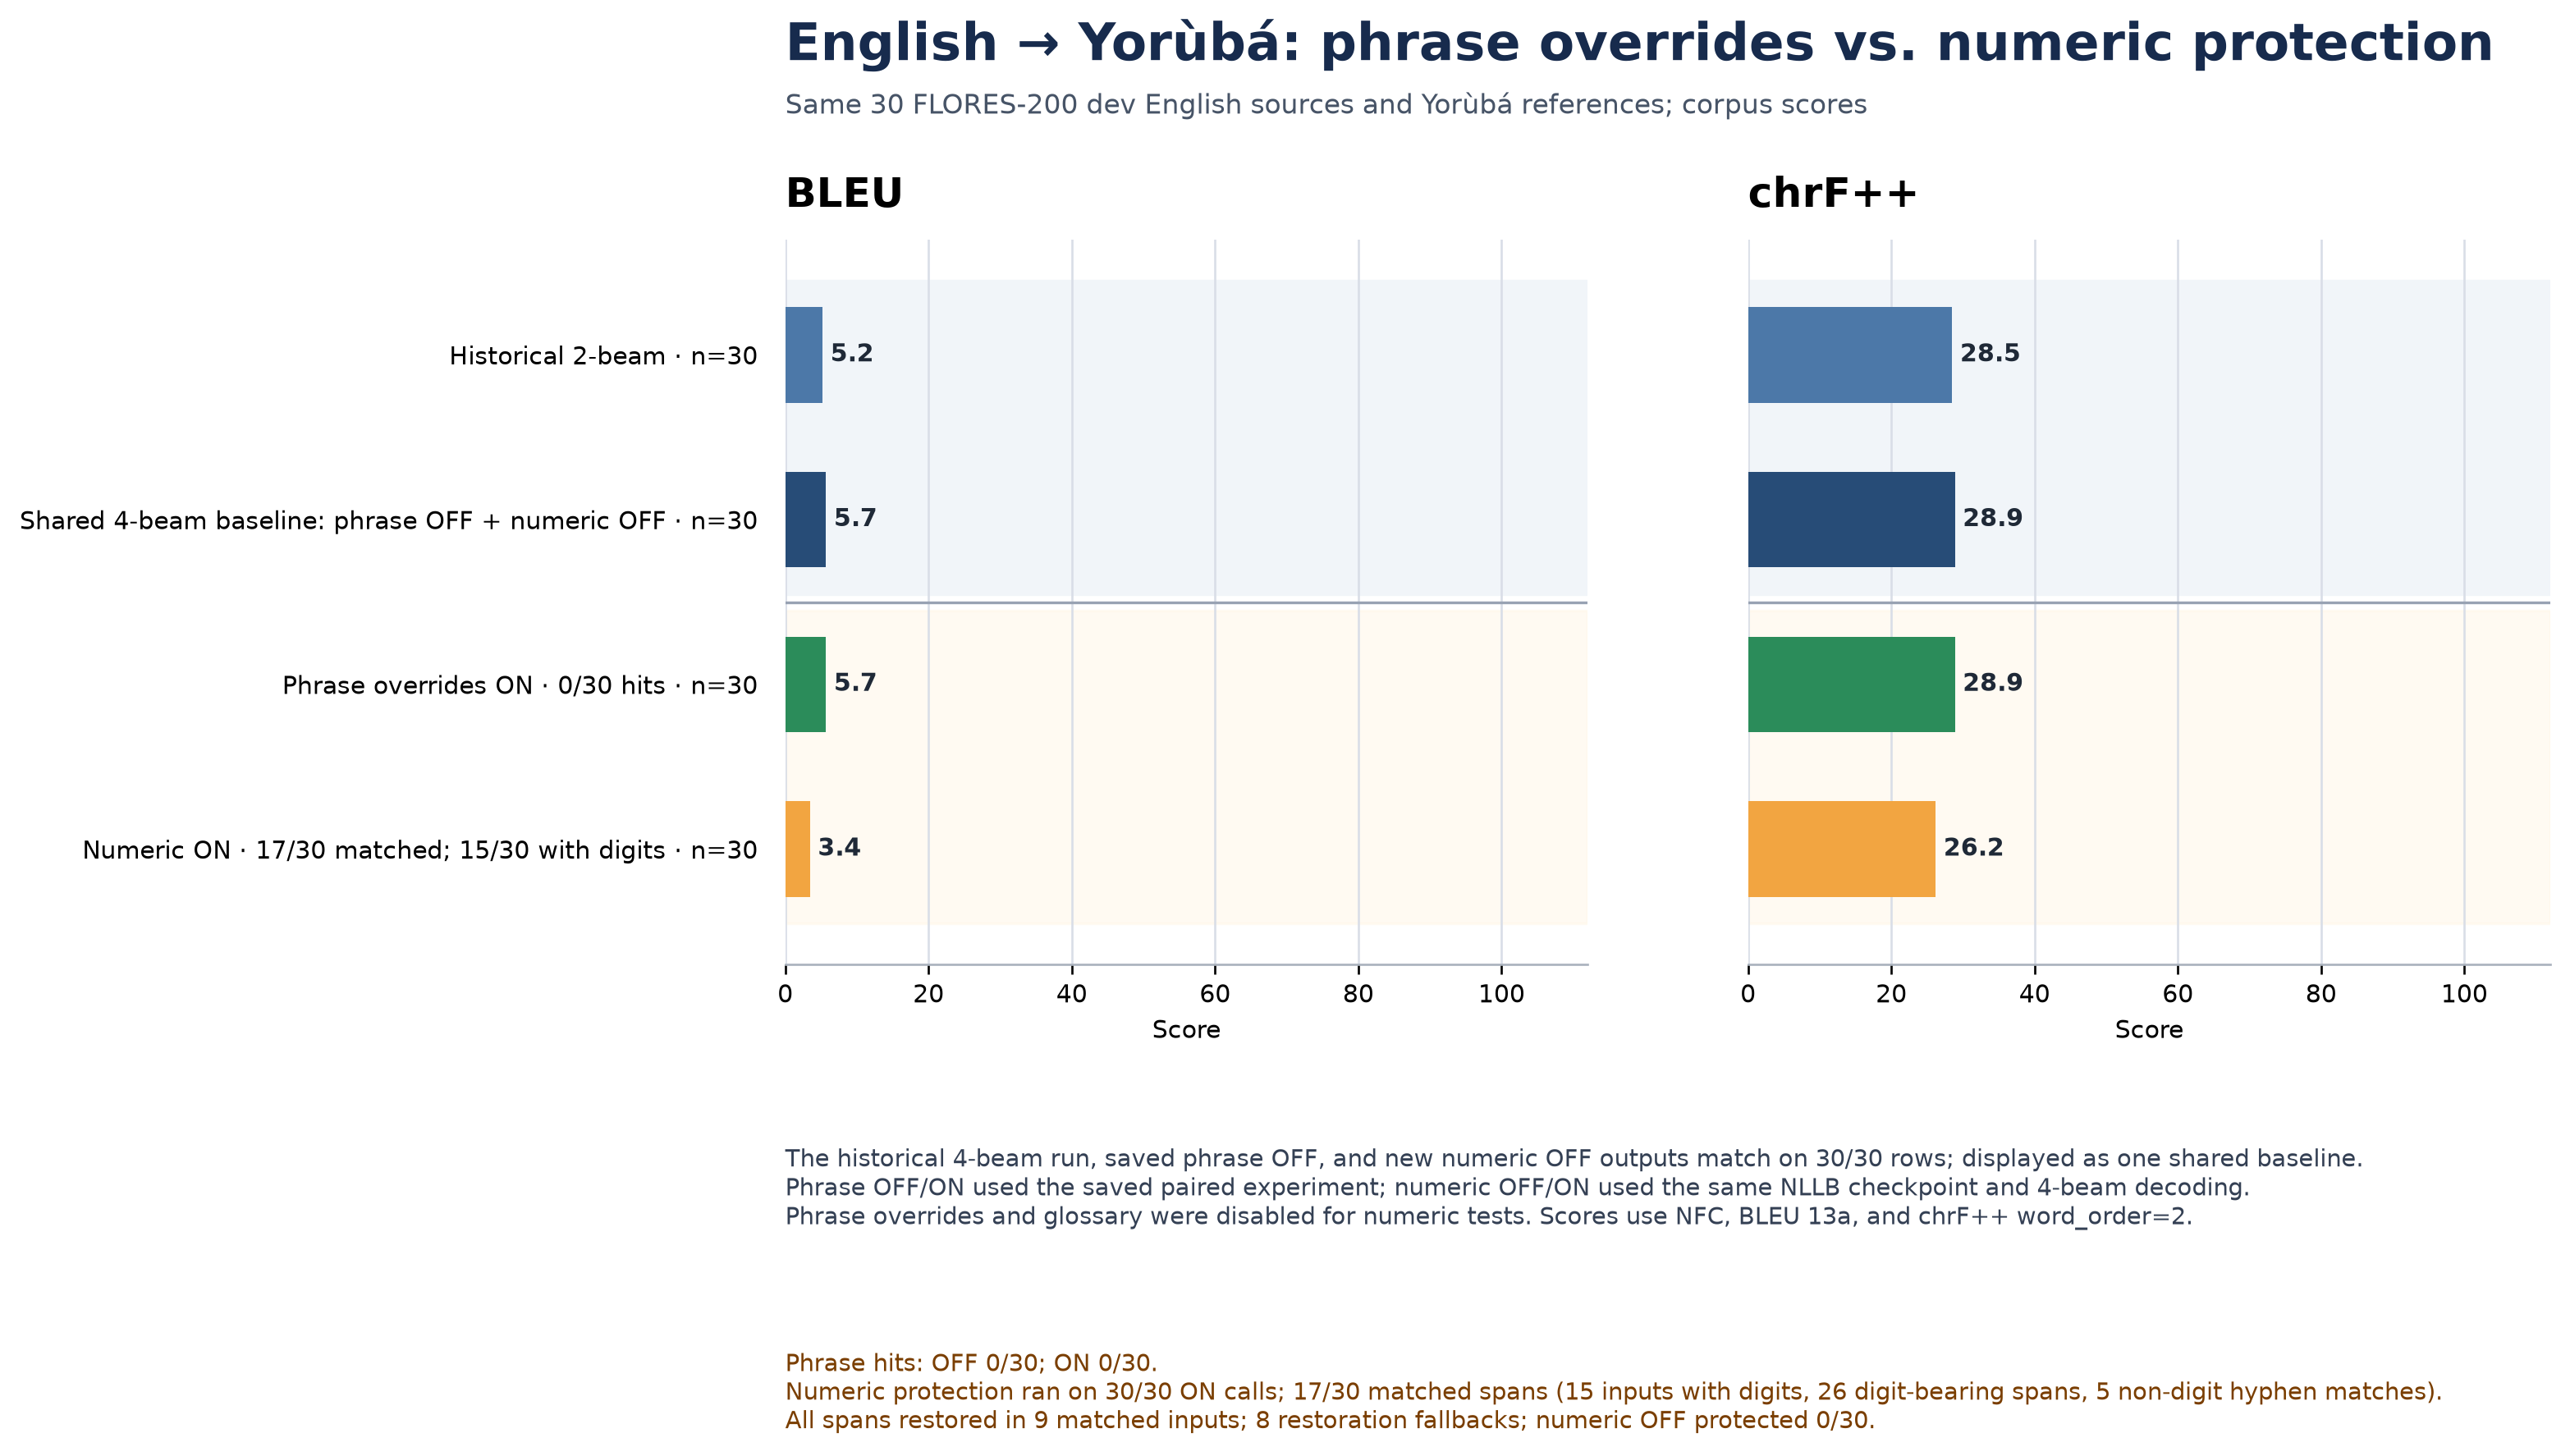 English → Yorùbá: phrase overrides vs. numeric protection
Same 30 FLORES-200 dev English sources and Yorùbá references; corpus scores
BLEU
chrF++
Historical 2-beam · n=30
5.2
28.5
Shared 4-beam baseline: phrase OFF + numeric OFF · n=30
5.7
28.9
Phrase overrides ON · 0/30 hits · n=30
5.7
28.9
Numeric ON · 17/30 matched; 15/30 with digits · n=30
3.4
26.2
0 20 40 60 80 100
0 20 40 60 80 100
Score
Score
The historical 4-beam run, saved phrase OFF, and new numeric OFF outputs match on 30/30 rows; displayed as one shared baseline.
Phrase OFF/ON used the saved paired experiment; numeric OFF/ON used the same NLLB checkpoint and 4-beam decoding.
Phrase overrides and glossary were disabled for numeric tests. Scores use NFC, BLEU 13a, and chrF++ word_order=2.
Phrase hits: OFF 0/30; ON 0/30.
Numeric protection ran on 30/30 ON calls; 17/30 matched spans (15 inputs with digits, 26 digit-bearing spans, 5 non-digit hyphen matches).
All spans restored in 9 matched inputs; 8 restoration fallbacks; numeric OFF protected 0/30.